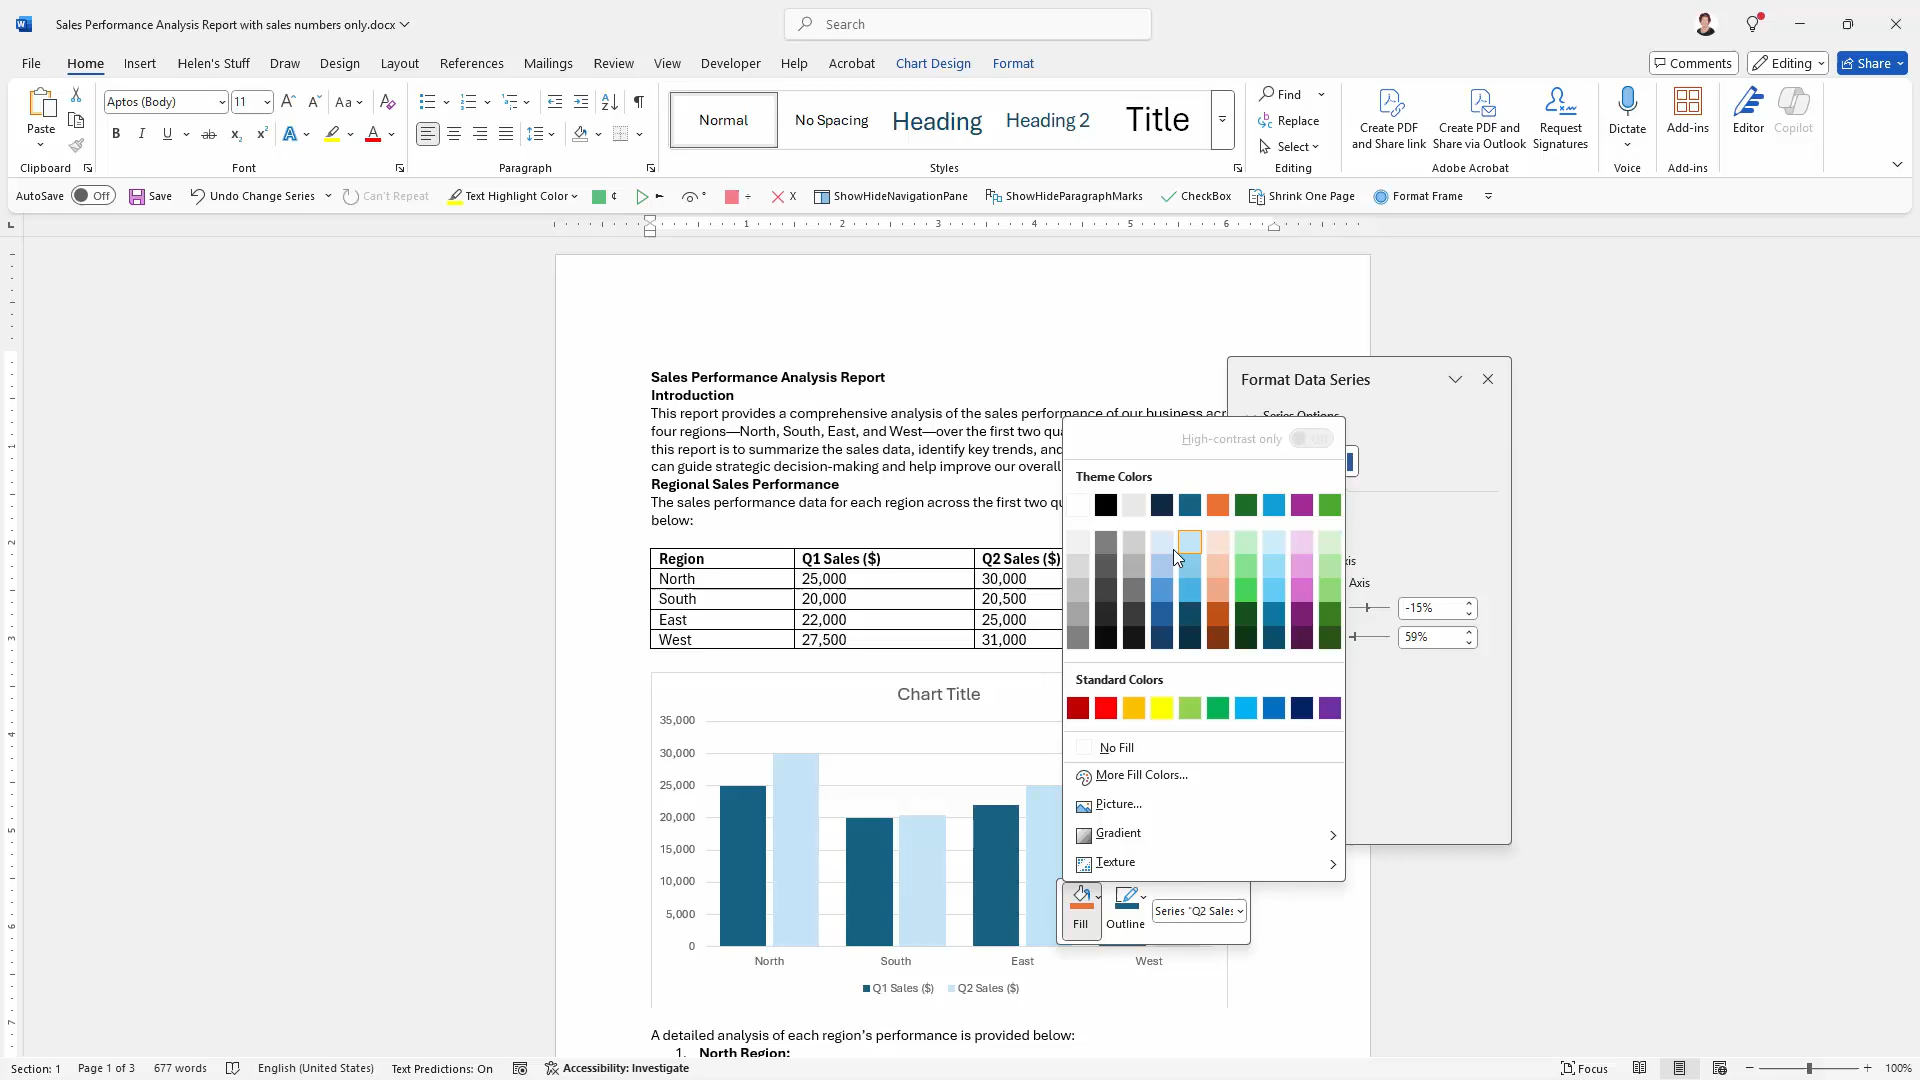 Sales Performance Analysis Report with sales numbers only.docx
Search
File Home Insert Helen's Stuff Draw Design Layout References Mailings Review View Developer Help Acrobat Chart Design Format
Comments Editing Share
Paste
Clipboard
Aptos (Body) 11
Font
Paragraph
Normal
No Spacing
Heading
Heading 2
Title
Styles
Find
Replace
Select
Editing
Create PDF and Share link
Create PDF and Share via Outlook
Request Signatures
Adobe Acrobat
Dictate
Voice
Add-ins
Add-ins
Editor
Copilot
AutoSave Off Save Undo Change Series Can't Repeat Text Highlight Color ¢ X ShowHideNavigationPane ShowHideParagraphMarks CheckBox Shrink One Page Format Frame
1 2 3 4 5 6
Sales Performance Analysis Report
Introduction
This report provides a comprehensive analysis of the sales performance of our business acr
four regions—North, South, East, and West—over the first two qu
this report is to summarize the sales data, identify key trends, and
can guide strategic decision-making and help improve our overall
Regional Sales Performance
The sales performance data for each region across the first two qu
below:
Region Q1 Sales ($) Q2 Sales ($)
North 25,000 30,000
South 20,000 20,500
East 22,000 25,000
West 27,500 31,000
Chart Title
35,000
30,000
25,000
20,000
15,000
10,000
5,000
0
North South East West
Q1 Sales ($) Q2 Sales ($)
A detailed analysis of each region's performance is provided below:
1. North Region:
Format Data Series
Series Options
xis
Axis
-15%
59%
High-contrast only Off
Theme Colors
Standard Colors
No Fill
More Fill Colors...
Picture...
Gradient
Texture
Fill
Outline
Series "Q2 Sales
Section: 1 Page 1 of 3 677 words English (United States) Text Predictions: On Accessibility: Investigate Focus 100%